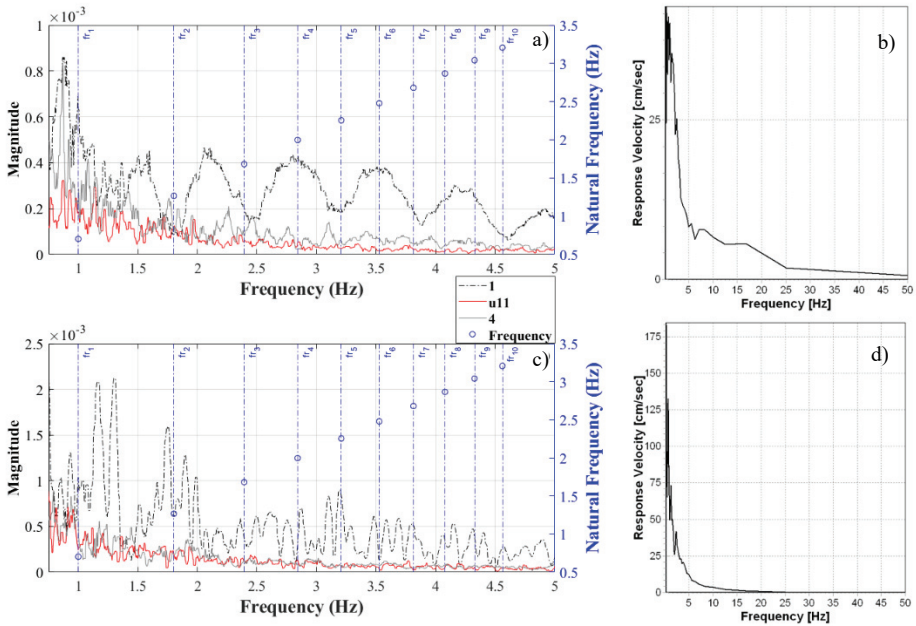 ×10⁻³
a)
1
0.8
0.6
0.4
0.2
0
Magnitude
1
1.5
2
2.5
3
3.5
4
4.5
5
Frequency (Hz)
3.5
3
2.5
2
1.5
1
0.5
Natural Frequency (Hz)
fr₁
fr₂
fr₃
fr₄
fr₅
fr₆
fr₇
fr₈
fr₉
fr₁₀
b)
25
0
Response Velocity [cm/sec]
5
10
15
20
25
30
35
40
45
50
Frequency [Hz]
1
u11
4
Frequency
×10⁻³
c)
2.5
2
1.5
1
0.5
0
Magnitude
1
1.5
2
2.5
3
3.5
4
4.5
5
Frequency (Hz)
3.5
3
2.5
2
1.5
1
0.5
Natural Frequency (Hz)
fr₁
fr₂
fr₃
fr₄
fr₅
fr₆
fr₇
fr₈
fr₉
fr₁₀
d)
175
150
125
100
75
50
25
0
Response Velocity [cm/sec]
5
10
15
20
25
30
35
40
45
50
Frequency [Hz]